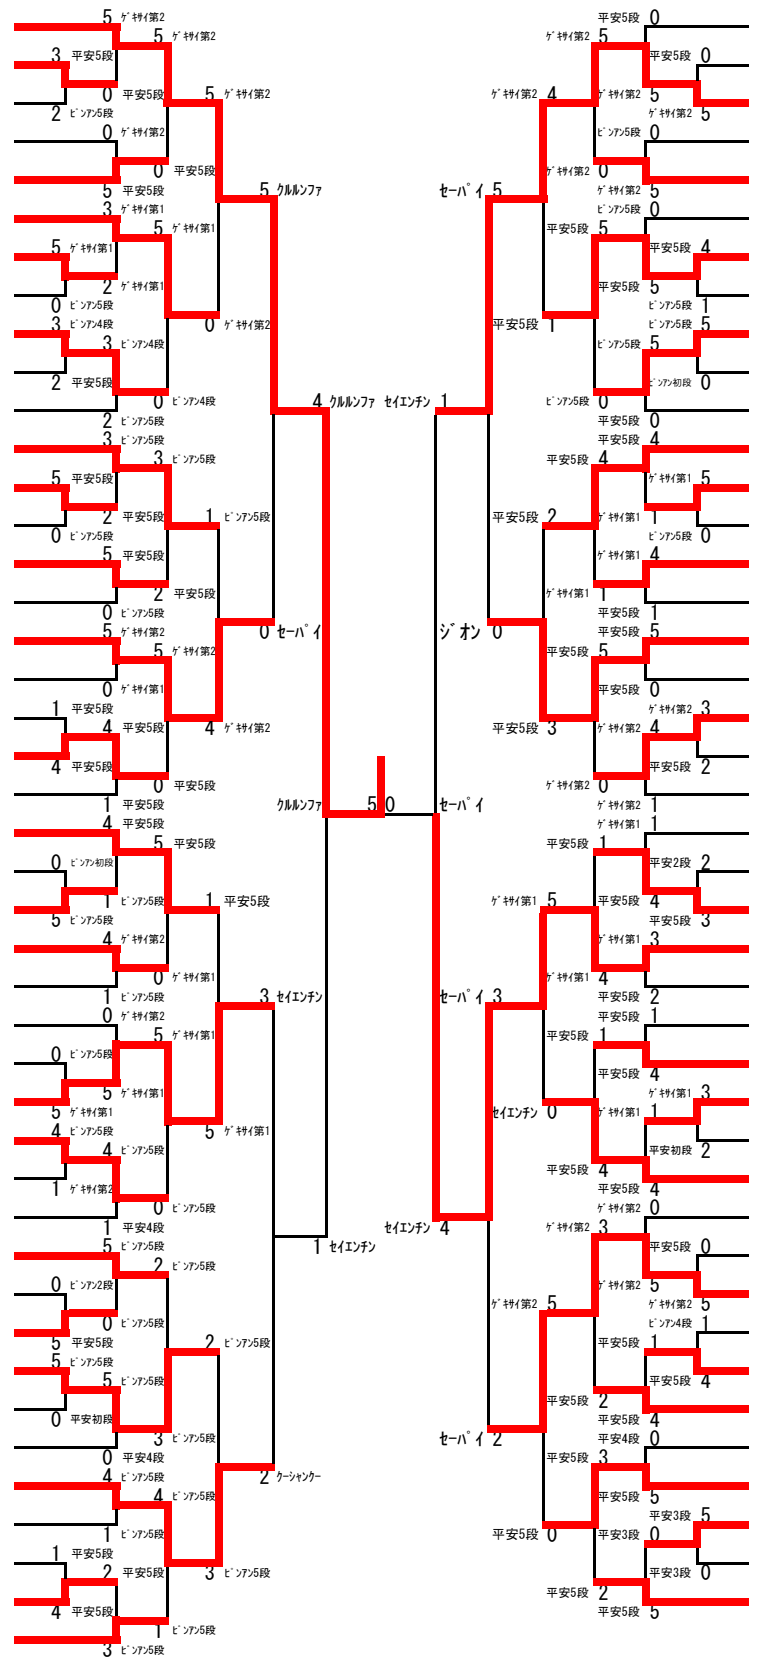 5 ｹﾞｷｻｲ第2
5 ｹﾞｷｻｲ第2
3 平安5段
0 平安5段
2 ﾋﾟﾝｱﾝ5段
5 ｹﾞｷｻｲ第2
0 ｹﾞｷｻｲ第2
0 平安5段
5 平安5段
5 ｸﾙﾙﾝﾌｧ
3 ｹﾞｷｻｲ第1
5 ｹﾞｷｻｲ第1
5 ｹﾞｷｻｲ第1
2 ｹﾞｷｻｲ第1
0 ﾋﾟﾝｱﾝ5段
0 ｹﾞｷｻｲ第2
3 ﾋﾟﾝｱﾝ4段
3 ﾋﾟﾝｱﾝ4段
2 平安5段
0 ﾋﾟﾝｱﾝ4段
2 ﾋﾟﾝｱﾝ5段
4 ｸﾙﾙﾝﾌｧ
3 ﾋﾟﾝｱﾝ5段
3 ﾋﾟﾝｱﾝ5段
5 平安5段
2 平安5段
0 ﾋﾟﾝｱﾝ5段
1 ﾋﾟﾝｱﾝ5段
5 平安5段
2 平安5段
0 ﾋﾟﾝｱﾝ5段
0 ｾｰﾊﾟｲ
5 ｹﾞｷｻｲ第2
5 ｹﾞｷｻｲ第2
0 ｹﾞｷｻｲ第1
1 平安5段
4 平安5段
4 平安5段
4 ｹﾞｷｻｲ第2
0 平安5段
1 平安5段
ｸﾙﾙﾝﾌｧ 5
0 ｾｰﾊﾟｲ
4 平安5段
5 平安5段
0 ﾋﾟﾝｱﾝ初段
1 ﾋﾟﾝｱﾝ5段
5 ﾋﾟﾝｱﾝ5段
1 平安5段
4 ｹﾞｷｻｲ第2
0 ｹﾞｷｻｲ第1
1 ﾋﾟﾝｱﾝ5段
3 ｾｲｴﾝﾁﾝ
0 ｹﾞｷｻｲ第2
5 ｹﾞｷｻｲ第1
0 ﾋﾟﾝｱﾝ5段
5 ｹﾞｷｻｲ第1
5 ｹﾞｷｻｲ第1
5 ｹﾞｷｻｲ第1
4 ﾋﾟﾝｱﾝ5段
4 ﾋﾟﾝｱﾝ5段
1 ｹﾞｷｻｲ第2
0 ﾋﾟﾝｱﾝ5段
1 平安4段
1 ｾｲｴﾝﾁﾝ
5 ﾋﾟﾝｱﾝ5段
2 ﾋﾟﾝｱﾝ5段
0 ﾋﾟﾝｱﾝ2段
0 ﾋﾟﾝｱﾝ5段
5 平安5段
2 ﾋﾟﾝｱﾝ5段
5 ﾋﾟﾝｱﾝ5段
5 ﾋﾟﾝｱﾝ5段
0 平安初段
3 ﾋﾟﾝｱﾝ5段
0 平安4段
2 ｸｰｼｬﾝｸｰ
4 ﾋﾟﾝｱﾝ5段
4 ﾋﾟﾝｱﾝ5段
1 ﾋﾟﾝｱﾝ5段
1 平安5段
2 平安5段
4 平安5段
3 ﾋﾟﾝｱﾝ5段
1 ﾋﾟﾝｱﾝ5段
3 ﾋﾟﾝｱﾝ5段
平安5段 0
ｹﾞｷｻｲ第2 5
平安5段 0
ｹﾞｷｻｲ第2 5
ｹﾞｷｻｲ第2 5
ｹﾞｷｻｲ第2 4
ﾋﾟﾝｱﾝ5段 0
ｹﾞｷｻｲ第2 0
ｹﾞｷｻｲ第2 5
ｾｰﾊﾟｲ 5
ﾋﾟﾝｱﾝ5段 0
平安5段 5
平安5段 4
平安5段 5
ﾋﾟﾝｱﾝ5段 1
平安5段 1
ﾋﾟﾝｱﾝ5段 5
ﾋﾟﾝｱﾝ5段 5
ﾋﾟﾝｱﾝ初段 0
ﾋﾟﾝｱﾝ5段 0
平安5段 0
ｾｲｴﾝﾁﾝ 1
平安5段 4
平安5段 4
ｹﾞｷｻｲ第1 5
ｹﾞｷｻｲ第1 1
ﾋﾟﾝｱﾝ5段 0
平安5段 2
ｹﾞｷｻｲ第1 4
ｹﾞｷｻｲ第1 1
平安5段 1
ｼﾞｵﾝ 0
平安5段 5
平安5段 5
平安5段 0
ｹﾞｷｻｲ第2 3
ｹﾞｷｻｲ第2 4
平安5段 2
平安5段 3
ｹﾞｷｻｲ第2 0
ｹﾞｷｻｲ第2 1
ｹﾞｷｻｲ第1 1
平安5段 1
平安2段 2
平安5段 4
平安5段 3
ｹﾞｷｻｲ第1 5
ｹﾞｷｻｲ第1 3
ｹﾞｷｻｲ第1 4
平安5段 2
ｾｰﾊﾟｲ 3
平安5段 1
平安5段 1
平安5段 4
ｹﾞｷｻｲ第1 3
ｹﾞｷｻｲ第1 1
平安初段 2
ｾｲｴﾝﾁﾝ 0
平安5段 4
平安5段 4
ｾｲｴﾝﾁﾝ 4
ｹﾞｷｻｲ第2 0
ｹﾞｷｻｲ第2 3
平安5段 0
ｹﾞｷｻｲ第2 5
ｹﾞｷｻｲ第2 5
ｹﾞｷｻｲ第2 5
ﾋﾟﾝｱﾝ4段 1
平安5段 1
平安5段 4
平安5段 2
平安5段 4
ｾｰﾊﾟｲ 2
平安4段 0
平安5段 3
平安5段 5
平安3段 5
平安3段 0
平安3段 0
平安5段 0
平安5段 2
平安5段 5